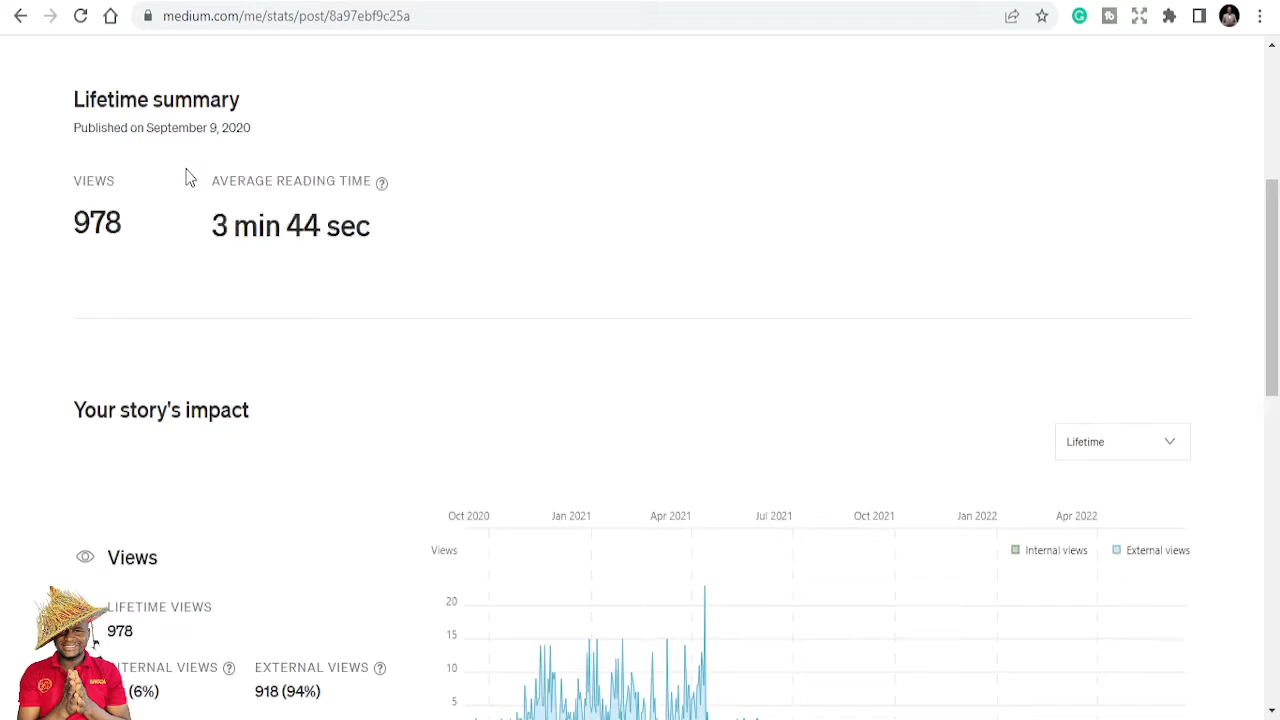 medium.com/me/stats/post/8a97ebf9c25a
Lifetime summary
Published on September 9, 2020
VIEWS
AVERAGE READING TIME ?
978
3 min 44 sec
Your story's impact
Lifetime
Oct 2020 Jan 2021 Apr 2021 Jul 2021 Oct 2021 Jan 2022 Apr 2022
Views
Internal views
External views
Views
20
15
10
5
LIFETIME VIEWS
978
NTERNAL VIEWS ?
EXTERNAL VIEWS ?
(6%)
918 (94%)